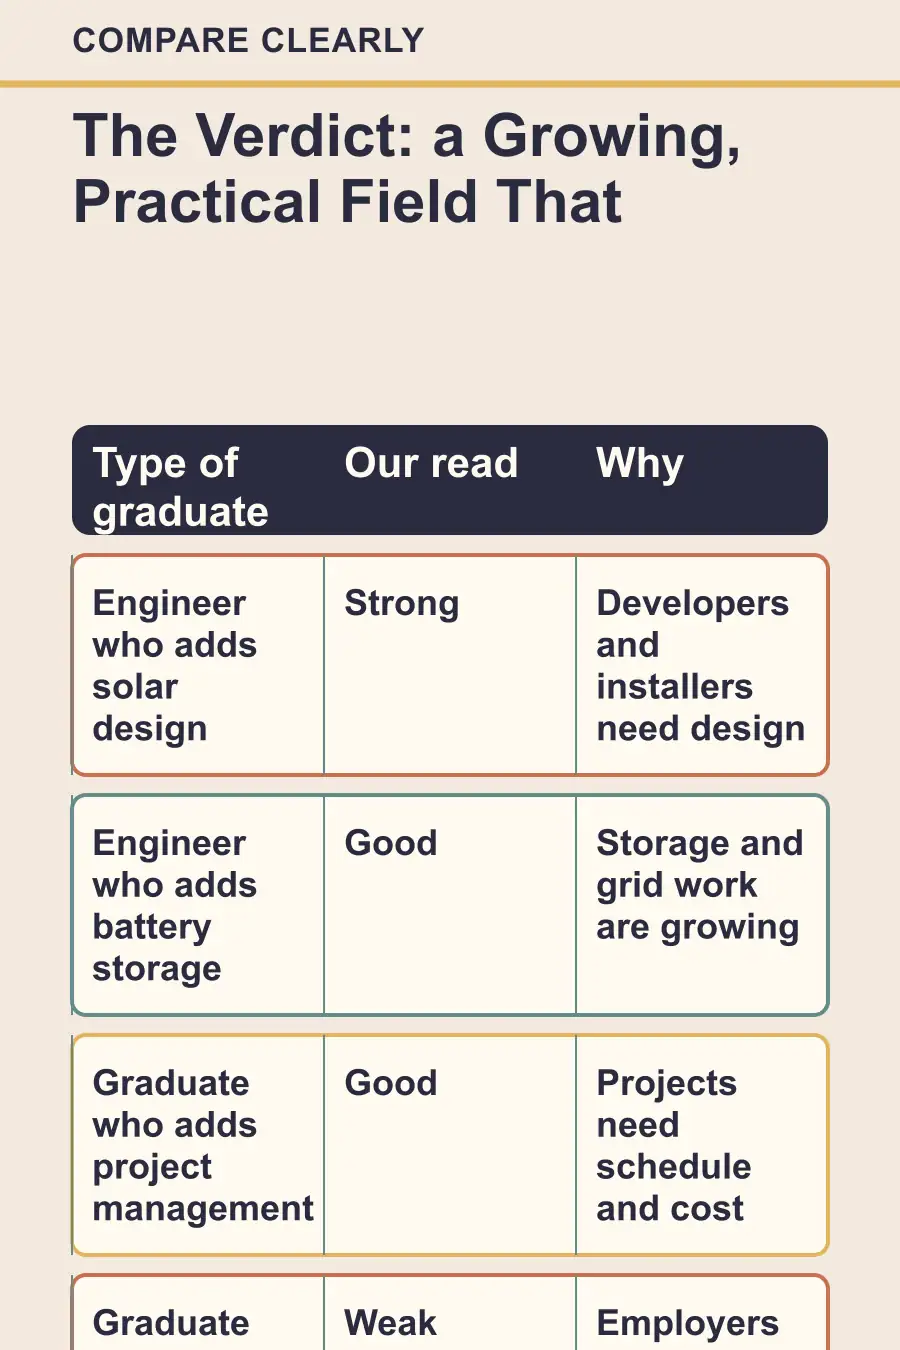 COMPARE CLEARLY
The Verdict: a Growing,
Practical Field That
Type of
graduate
Our read
Why
Engineer
who adds
solar
design
Strong
Developers
and
installers
need design
Engineer
who adds
battery
storage
Good
Storage and
grid work
are growing
Graduate
who adds
project
management
Good
Projects
need
schedule
and cost
Graduate
Weak
Employers